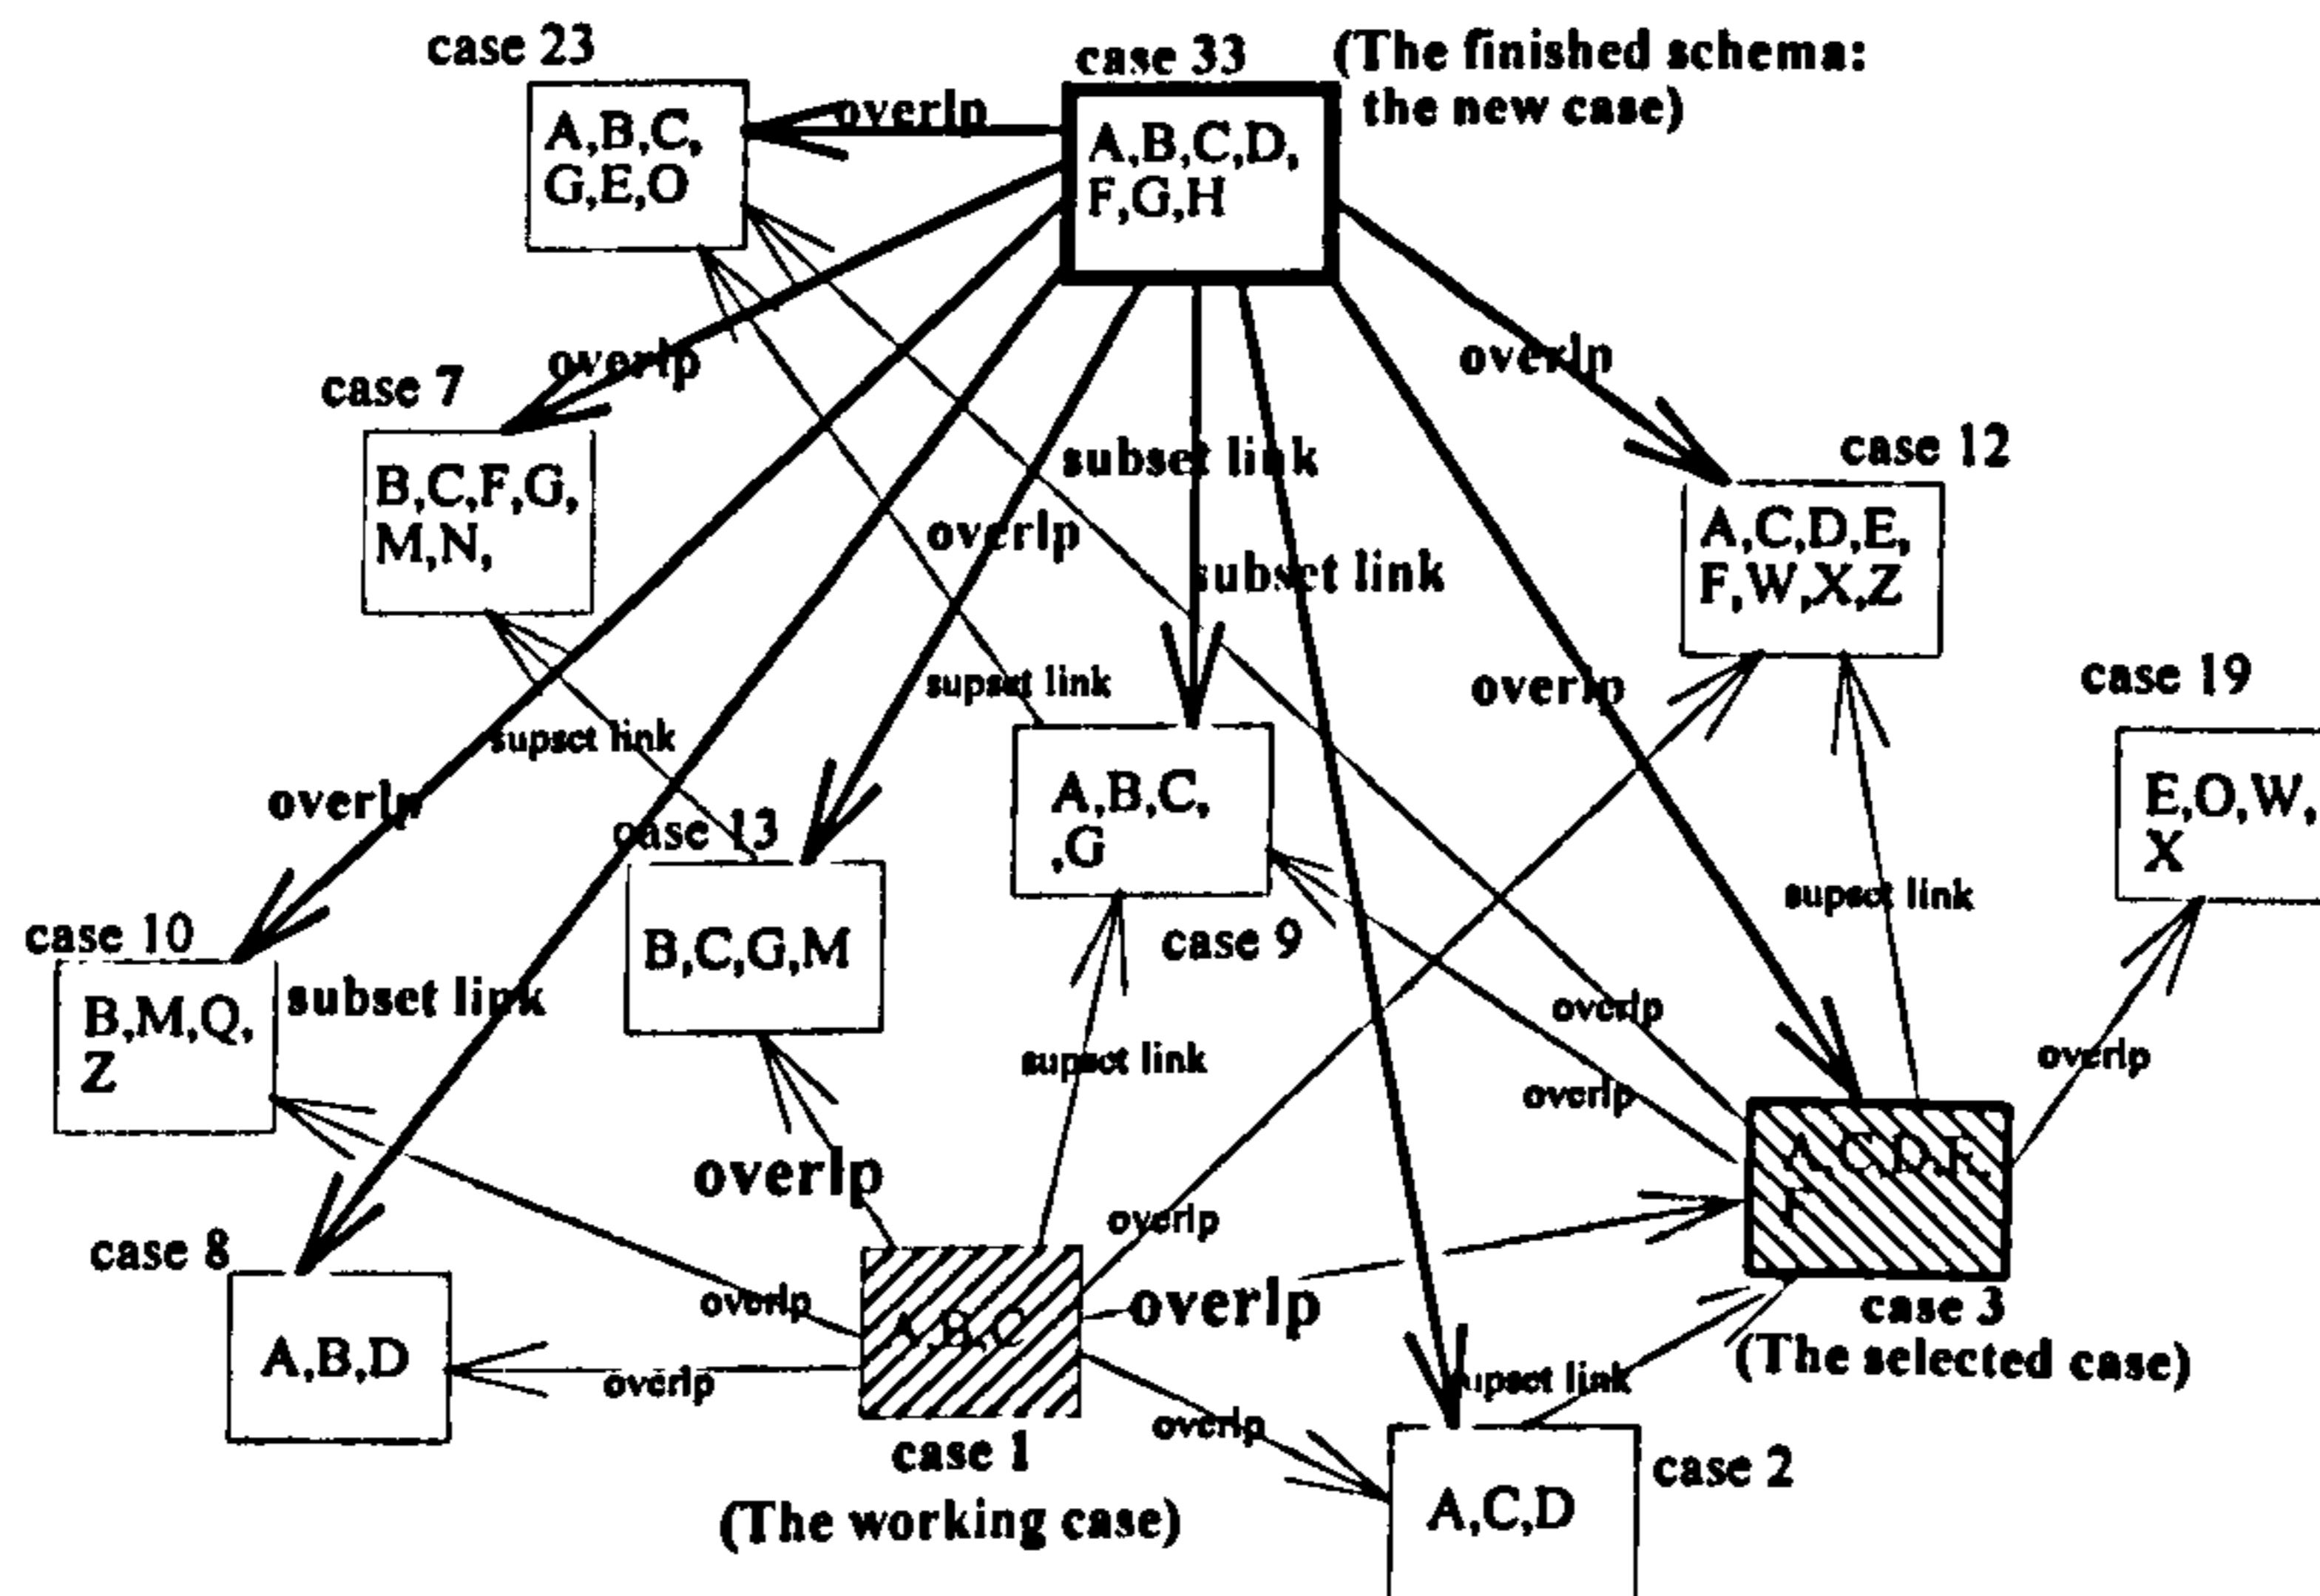 case 23
case 33
(The finished schema:
the new case)
overlp
A,B,C,
G,E,O
A,B,C,D,
F,G,H
overlp
overlp
case 7
case 12
subset link
B,C,F,G,
M,N,
overlp
A,C,D,E,
F,W,X,Z
subset link
supset link
overlp
case 19
supset link
A,B,C,
,G
E,O,W,
X
overlp
case 13
supset link
case 10
B,C,G,M
case 9
B,M,Q,
Z
subset link
overlp
supset link
overlp
overlp
overlp
A, C,D,E,
F
case 8
overlp
overlp
overlp
A,B,C
case 3
(The selected case)
A,B,D
overlp
supset link
overlp
case 1
(The working case)
A,C,D
case 2